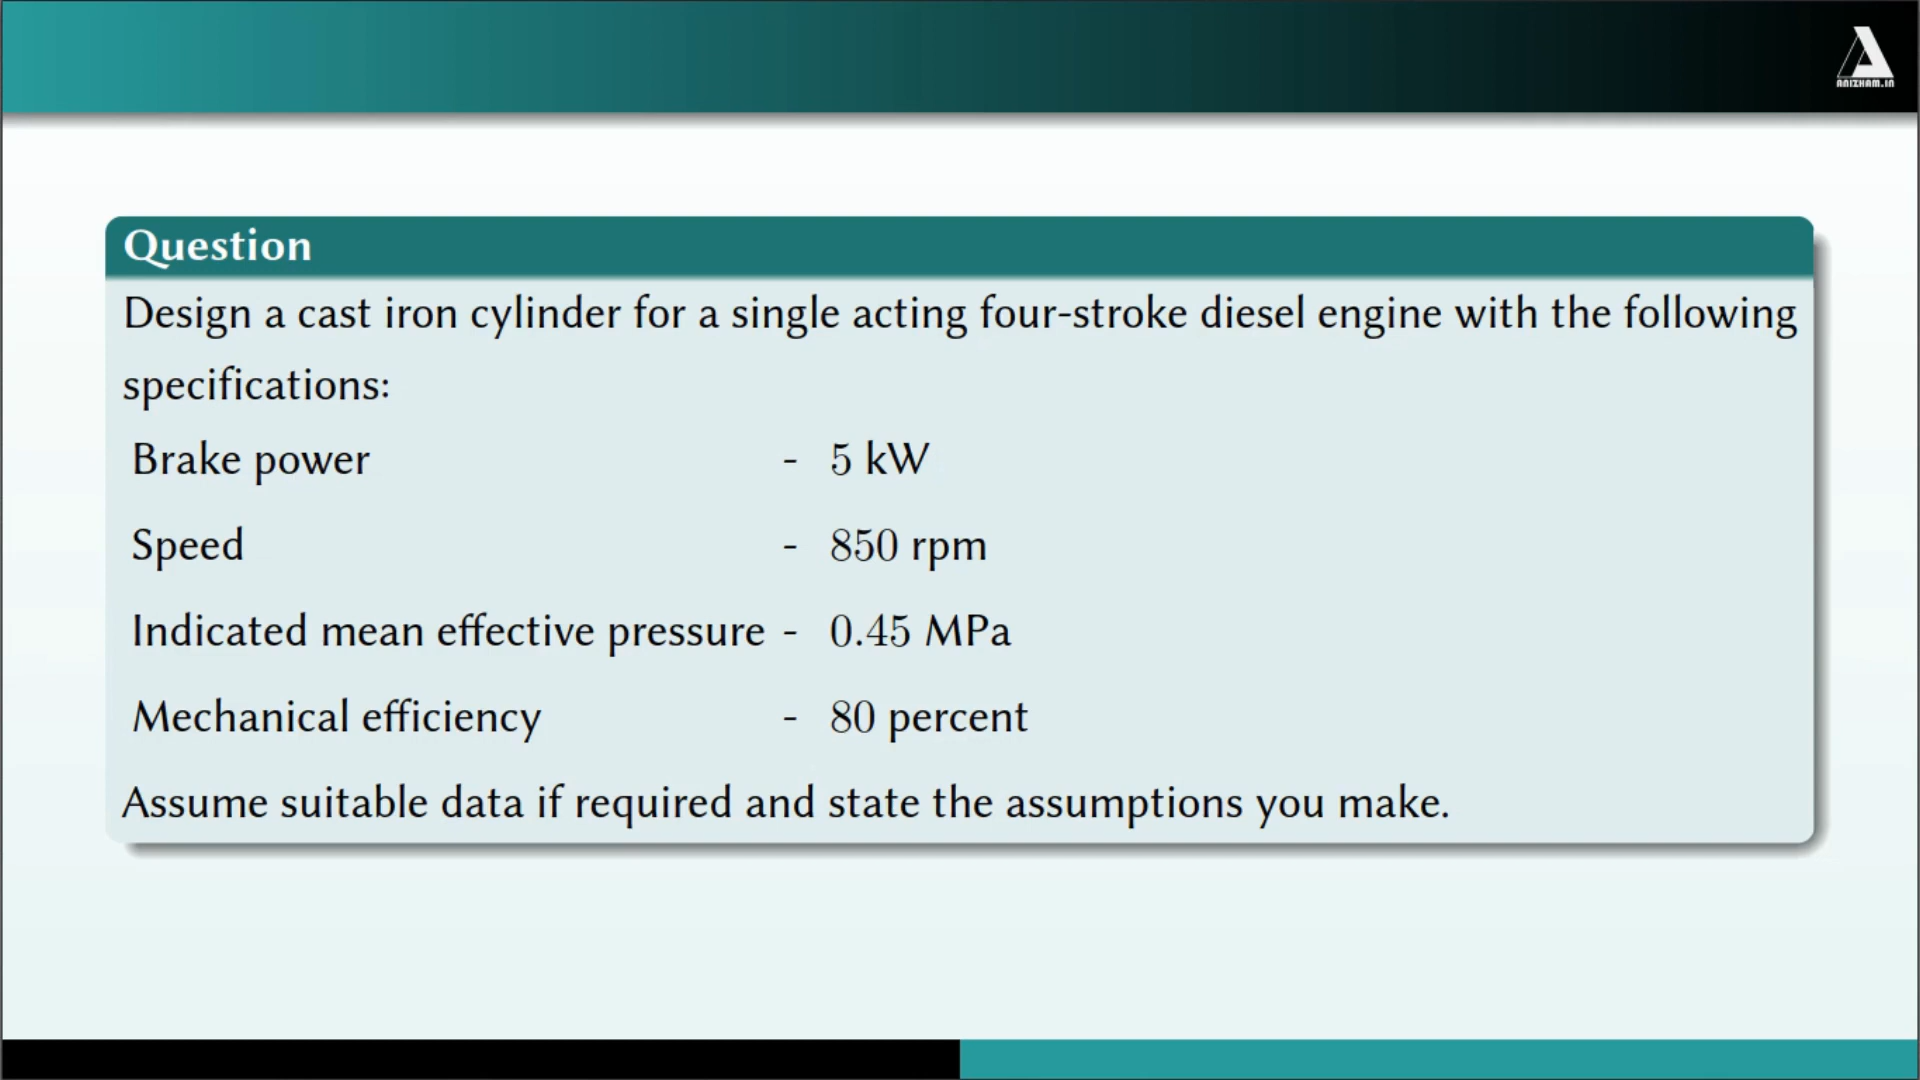 ANIZHAM.IN
Question
Design a cast iron cylinder for a single acting four-stroke diesel engine with the following
specifications:
Brake power - 5 kW
Speed - 850 rpm
Indicated mean effective pressure - 0.45 MPa
Mechanical efficiency - 80 percent
Assume suitable data if required and state the assumptions you make.